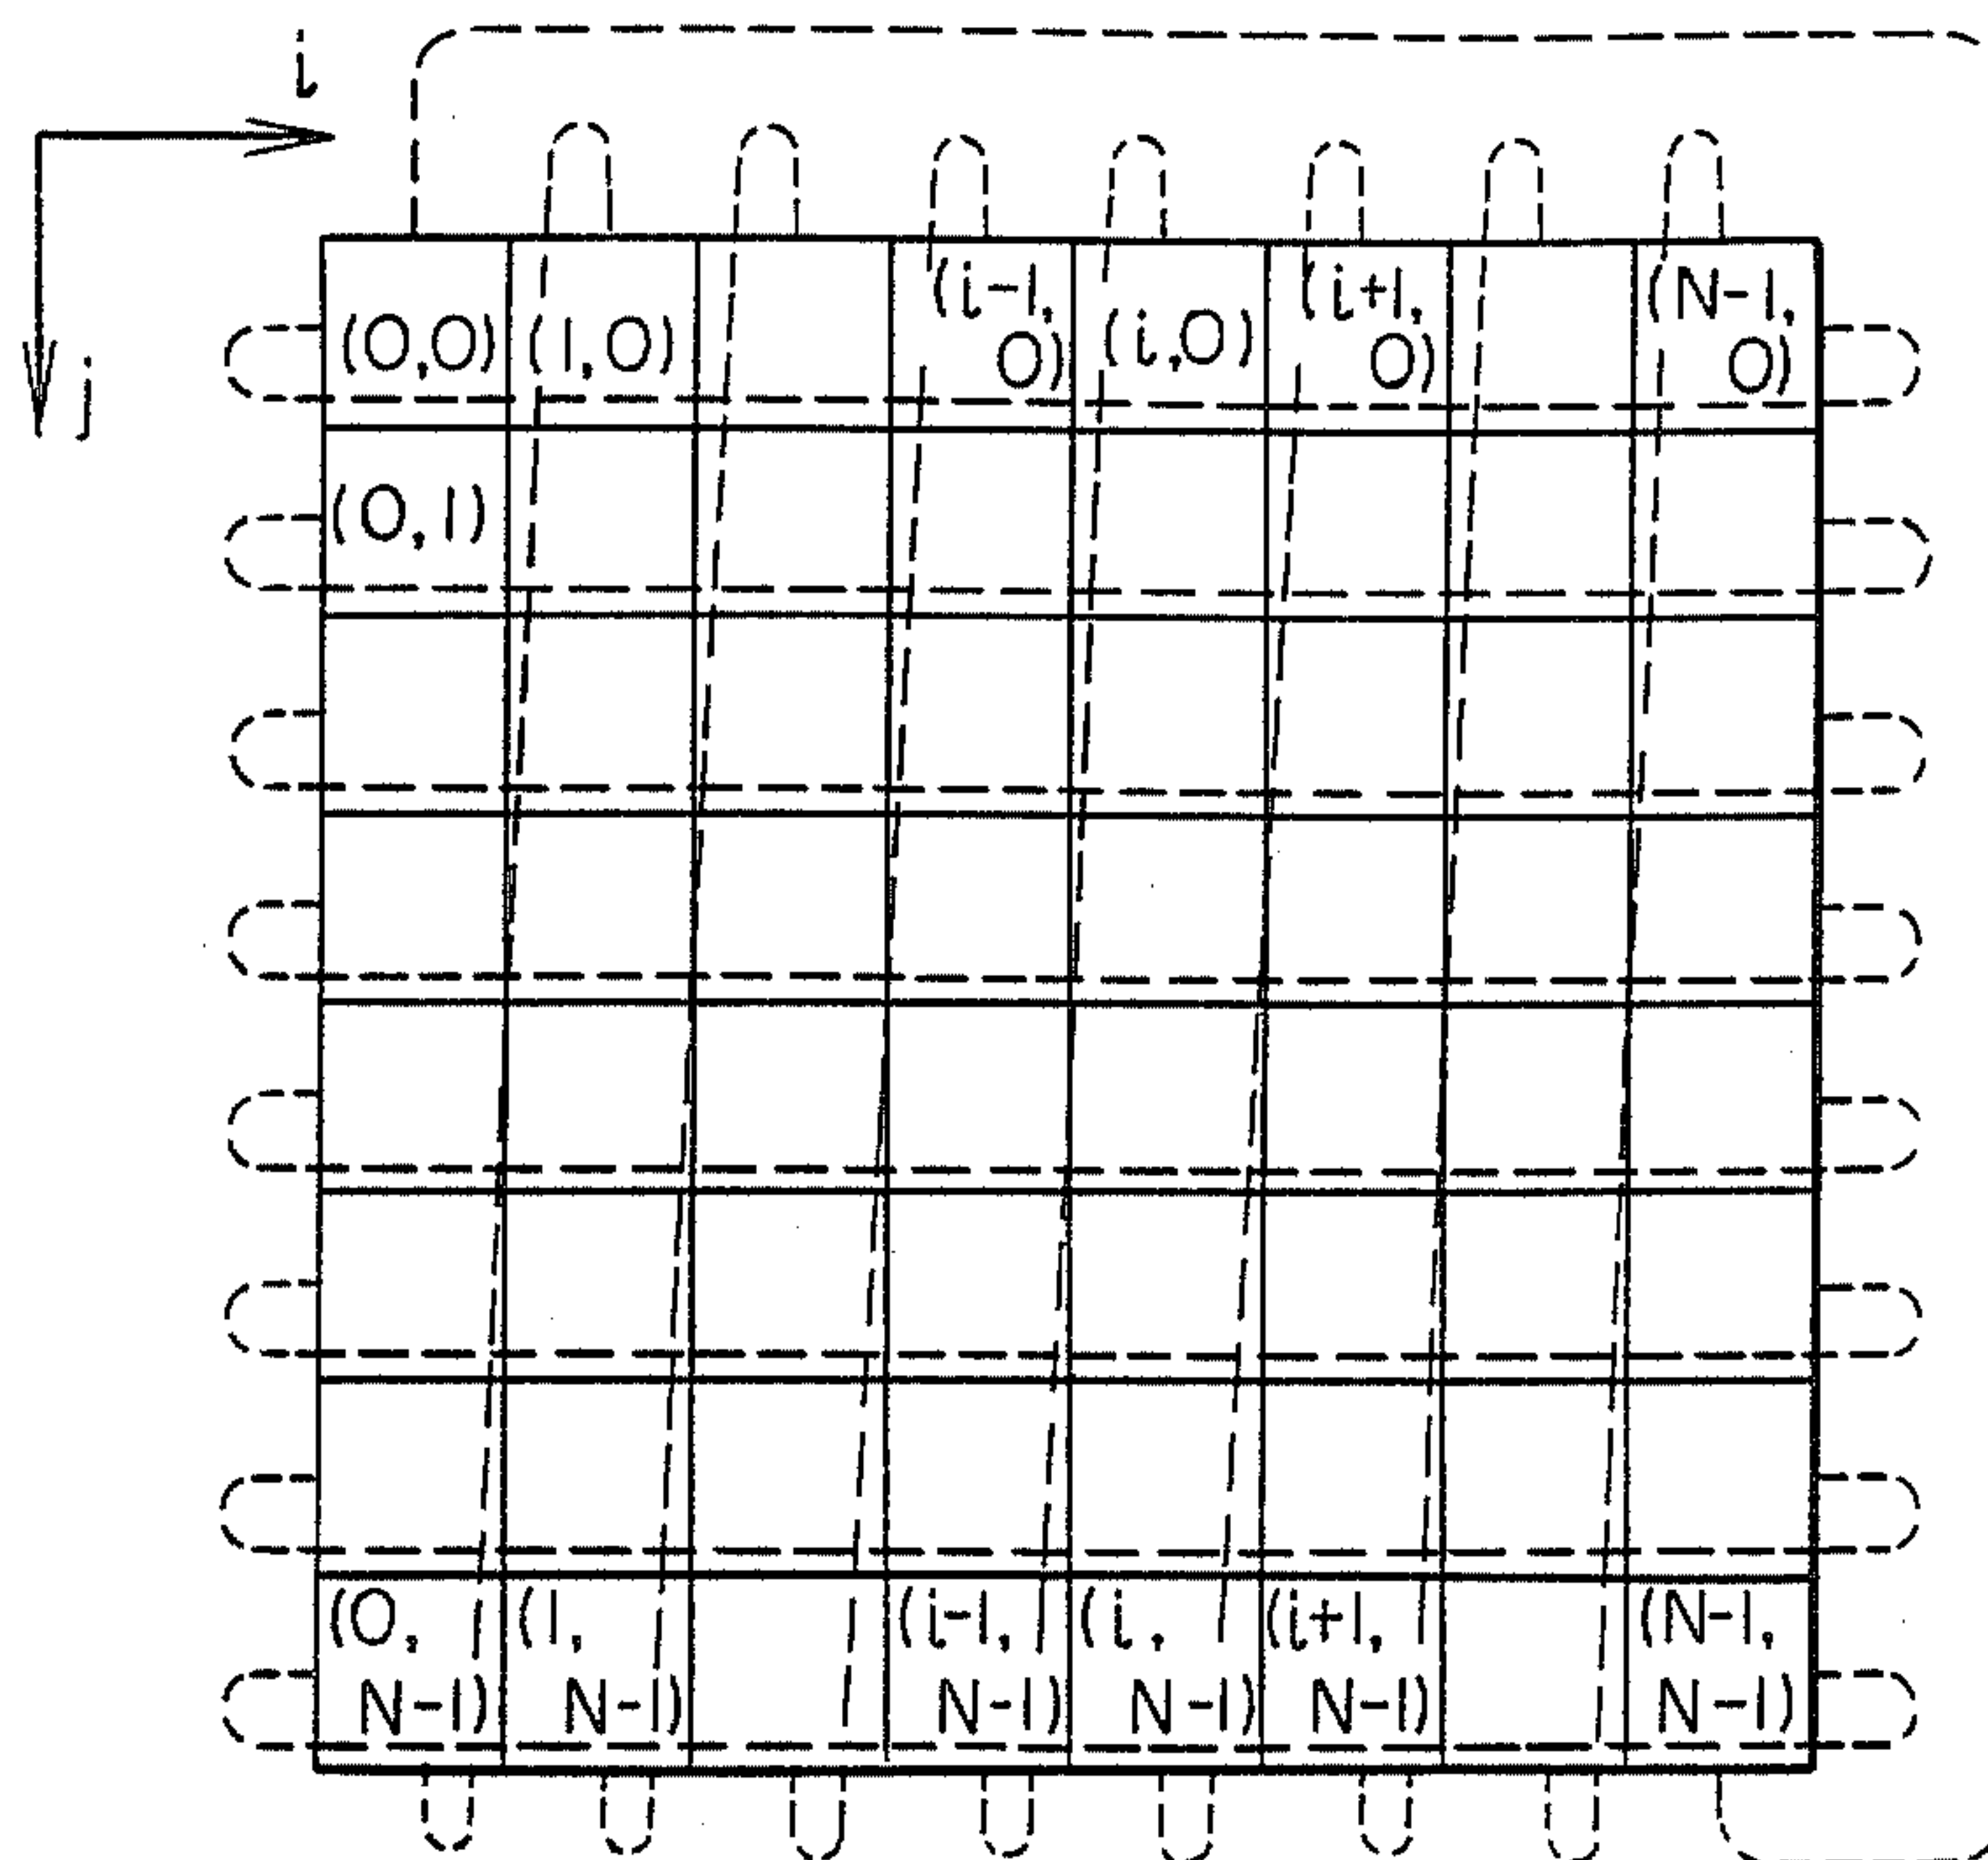 i
j
(0,0) (1,0) (i-1, 0) (i,0) (i+1, 0) (N-1, 0)
(0,1)
(0, N-1) (1, N-1) (i-1, N-1) (i, N-1) (i+1, N-1) (N-1, N-1)